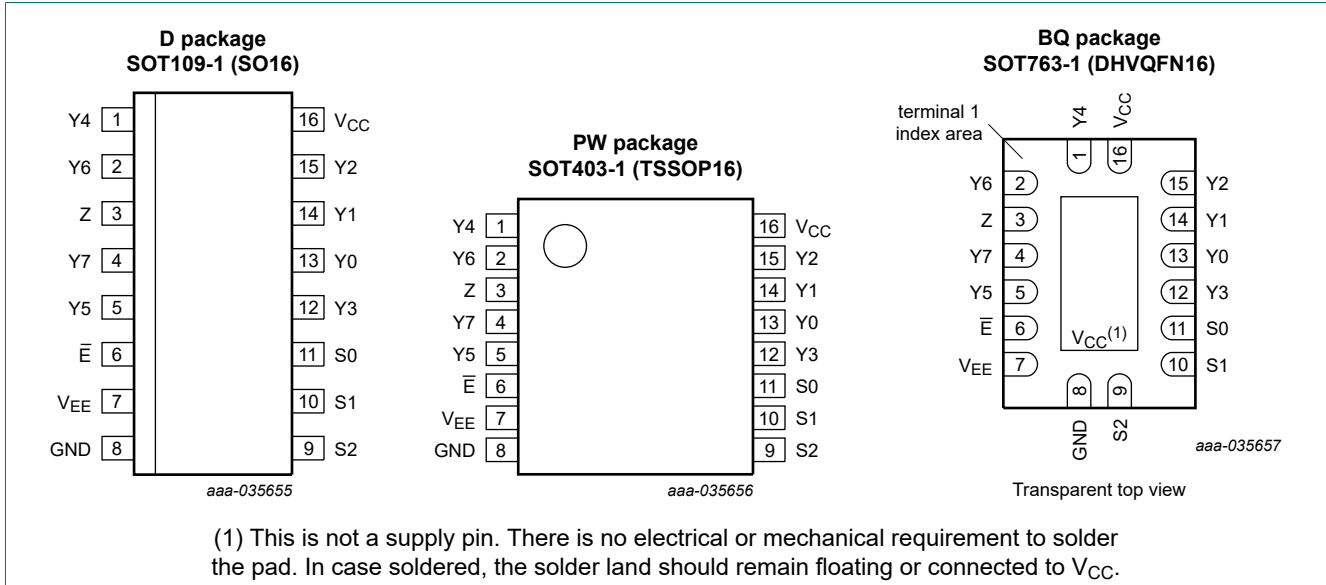 D package
SOT109-1 (SO16)
Y4 1
16 VCC
Y6 2
15 Y2
Z 3
14 Y1
Y7 4
13 Y0
Y5 5
12 Y3
E̅ 6
11 S0
VEE 7
10 S1
GND 8
9 S2
aaa-035655
PW package
SOT403-1 (TSSOP16)
Y4 1
16 VCC
Y6 2
15 Y2
Z 3
14 Y1
Y7 4
13 Y0
Y5 5
12 Y3
E̅ 6
11 S0
VEE 7
10 S1
GND 8
9 S2
aaa-035656
BQ package
SOT763-1 (DHVQFN16)
terminal 1
index area
Y4 1
VCC 16
Y6 2
15 Y2
Z 3
14 Y1
Y7 4
13 Y0
Y5 5
12 Y3
E̅ 6
11 S0
VCC(1)
VEE 7
10 S1
GND 8
S2 9
aaa-035657
Transparent top view
(1) This is not a supply pin. There is no electrical or mechanical requirement to solder
the pad. In case soldered, the solder land should remain floating or connected to VCC.